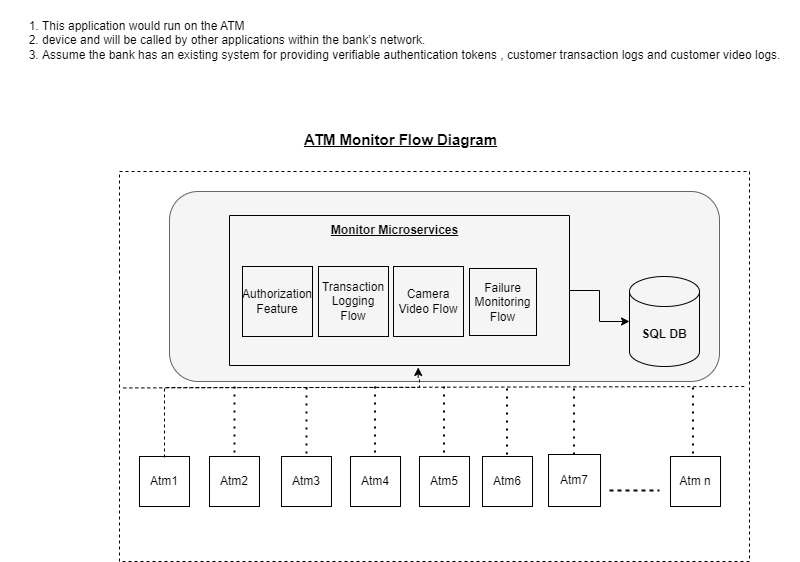 1. This application would run on the ATM
2. device and will be called by other applications within the bank's network.
3. Assume the bank has an existing system for providing verifiable authentication tokens , customer transaction logs and customer video logs.
ATM Monitor Flow Diagram
Monitor Microservices
Authorization
Feature
Transaction
Logging
Flow
Camera
Video Flow
Failure
Monitoring
Flow
SQL DB
Atm1
Atm2
Atm3
Atm4
Atm5
Atm6
Atm7
Atm n